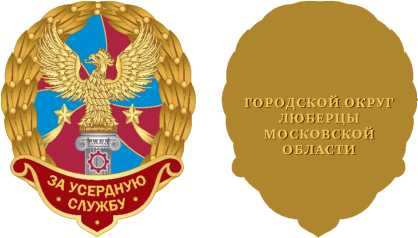 ЗА УСЕРДНУЮ
СЛУЖБУ
ГОРОДСКОЙ ОКРУГ
ЛЮБЕРЦЫ
МОСКОВСКОЙ
ОБЛАСТИ